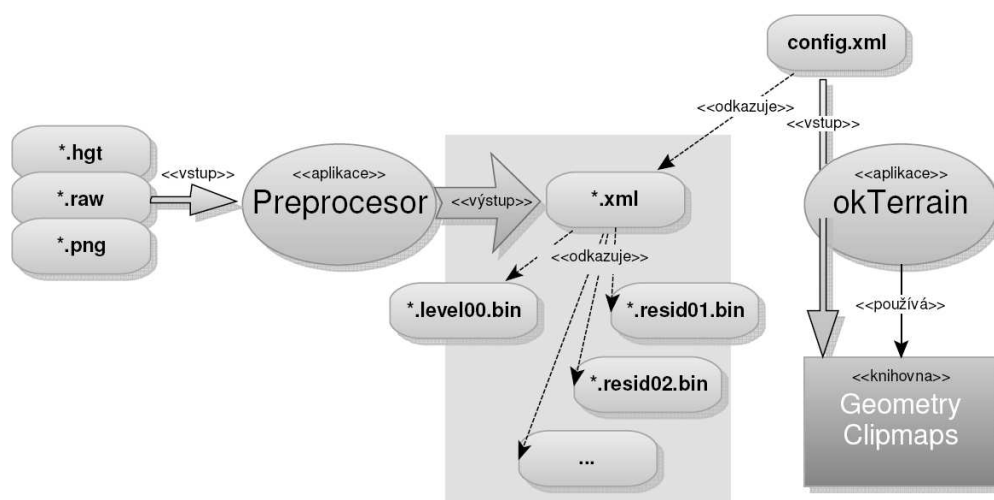 config.xml
<<odkazuje>>
<<vstup>>
*.hgt
*.raw
*.png
<<vstup>>
<<aplikace>>
Preprocesor
<<výstup>>
*.xml
<<odkazuje>>
*.level00.bin
*.resid01.bin
*.resid02.bin
...
<<aplikace>>
okTerrain
<<používá>>
<<knihovna>>
Geometry
Clipmaps